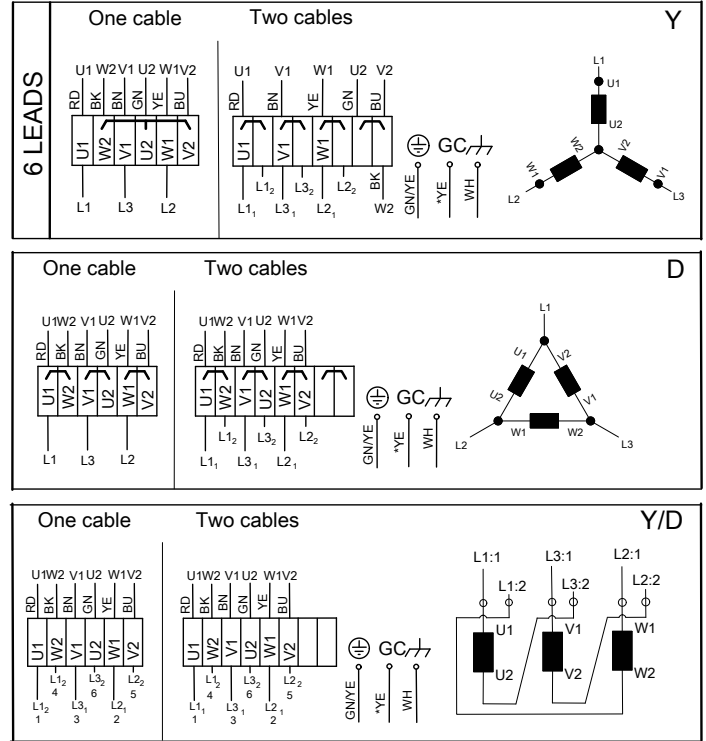 6 LEADS
One cable
Two cables
Y
U1 W2 V1 U2 W1 V2
RD BK BN GN YE BU
U1 W2 V1 U2 W1 V2
L1 L3 L2
U1 V1 W1 U2 V2
RD BN YE GN BU
U1 V1 W1
L1₂ L3₂ L2₂ BK
L1₁ L3₁ L2₁ W2
GC
GN/YE *YE WH
L1
U1
U2
W2 V2
W1 V1
L2 L3
One cable
Two cables
D
U1 W2 V1 U2 W1 V2
RD BK BN GN YE BU
U1 W2 V1 U2 W1 V2
L1 L3 L2
U1 W2 V1 U2 W1 V2
RD BK BN GN YE BU
U1 W2 V1 U2 W1 V2
L1₂ L3₂ L2₂
L1₁ L3₁ L2₁
GC
GN/YE *YE WH
L1
U1 V2
U2 V1
L2 W1 W2 L3
One cable
Two cables
Y/D
U1 W2 V1 U2 W1 V2
RD BK BN GN YE BU
U1 W2 V1 U2 W1 V2
L1₂ L3₂ L2₂
4 6 5
L1₂ L3₁ L2₁
1 3 2
U1 W2 V1 U2 W1 V2
RD BK BN GN YE BU
U1 W2 V1 U2 W1 V2
L1₂ L3₂ L2₂
4 6 5
L1₁ L3₁ L2₁
1 3 2
GC
GN/YE *YE WH
L1:1 L3:1 L2:1
L1:2 L3:2 L2:2
U1 V1 W1
U2 V2 W2